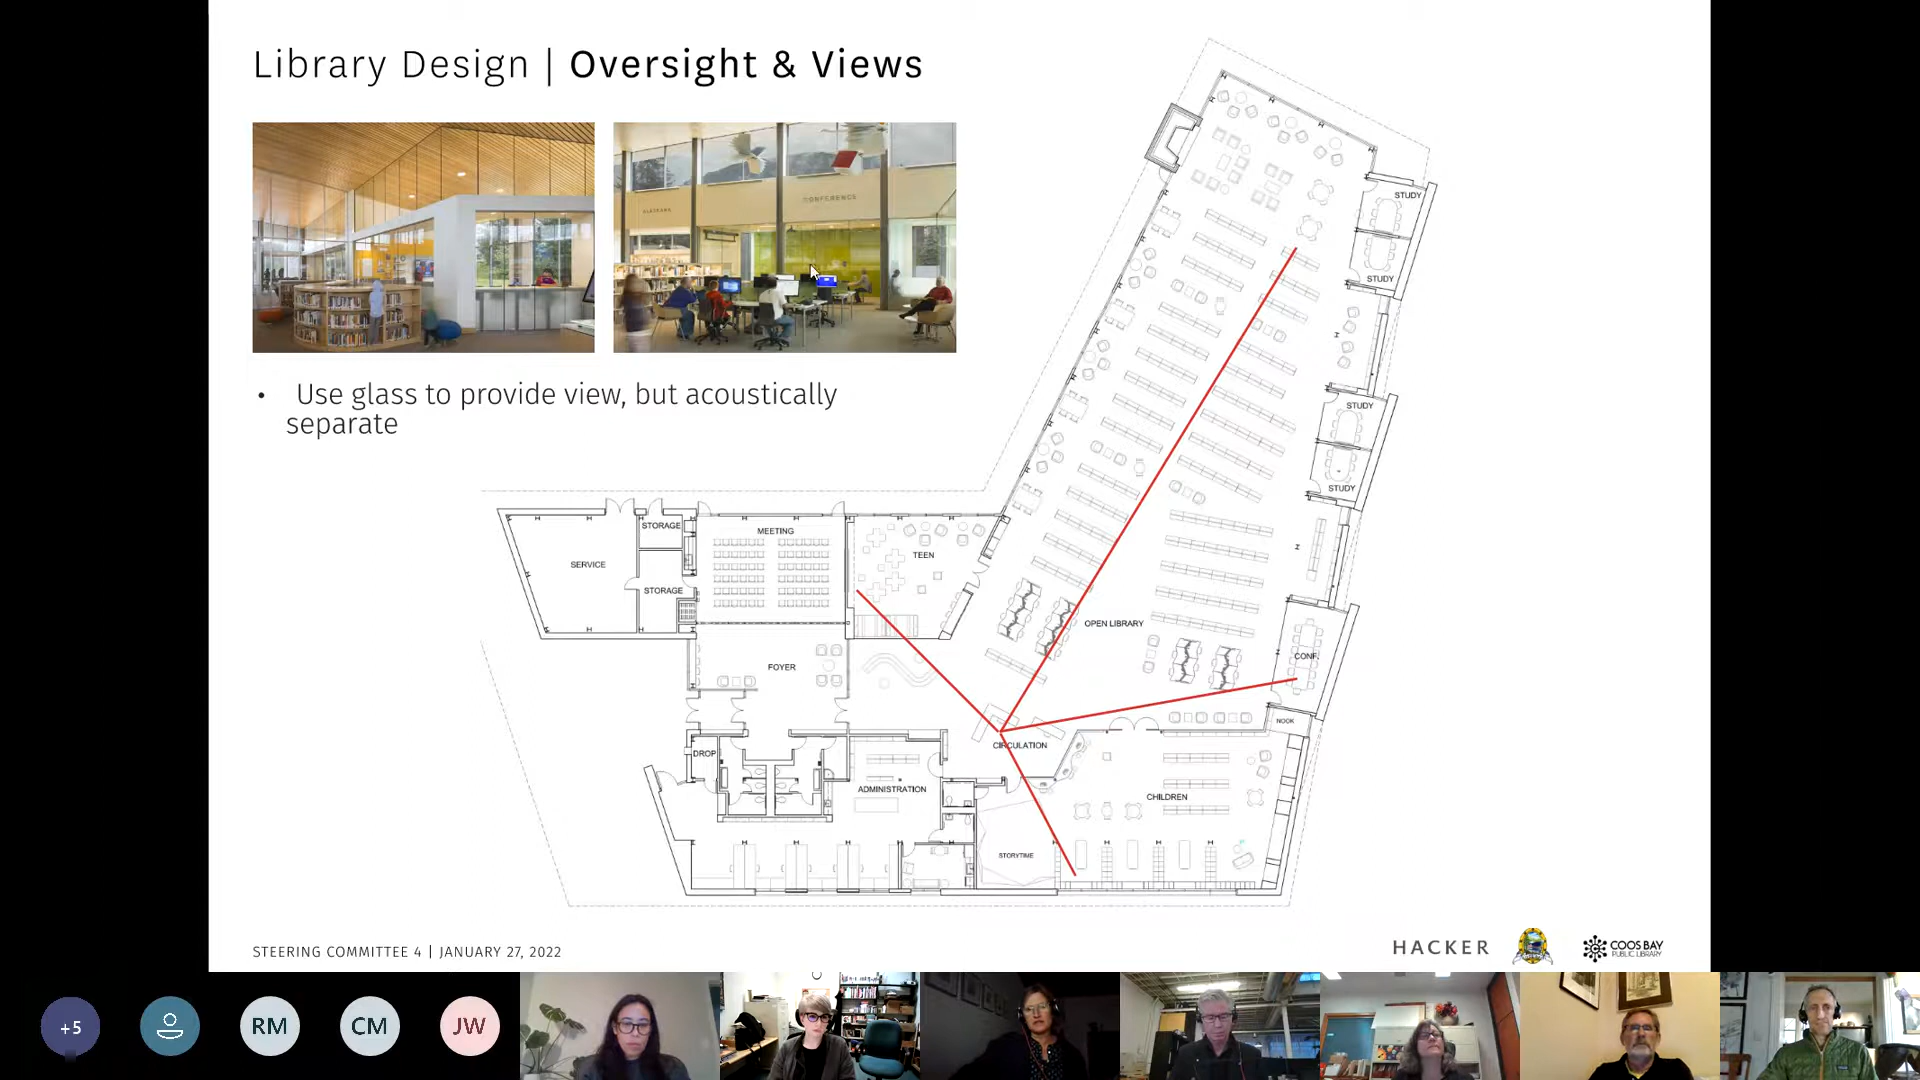 Library Design | Oversight & Views
CONFERENCE
• Use glass to provide view, but acoustically
separate
STUDY
STUDY
STUDY
STUDY
STORAGE
MEETING
TEEN
SERVICE
STORAGE
OPEN LIBRARY
CONF.
FOYER
NOOK
CIRCULATION
DROP
ADMINISTRATION
CHILDREN
STORYTIME
STEERING COMMITTEE 4 | JANUARY 27, 2022
HACKER
COOS BAY
PUBLIC LIBRARY
+5
RM
CM
JW